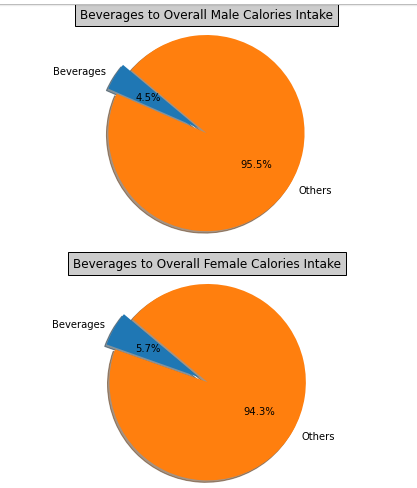 Beverages to Overall Male Calories Intake
Beverages
4.5%
95.5%
Others
Beverages to Overall Female Calories Intake
Beverages
5.7%
94.3%
Others